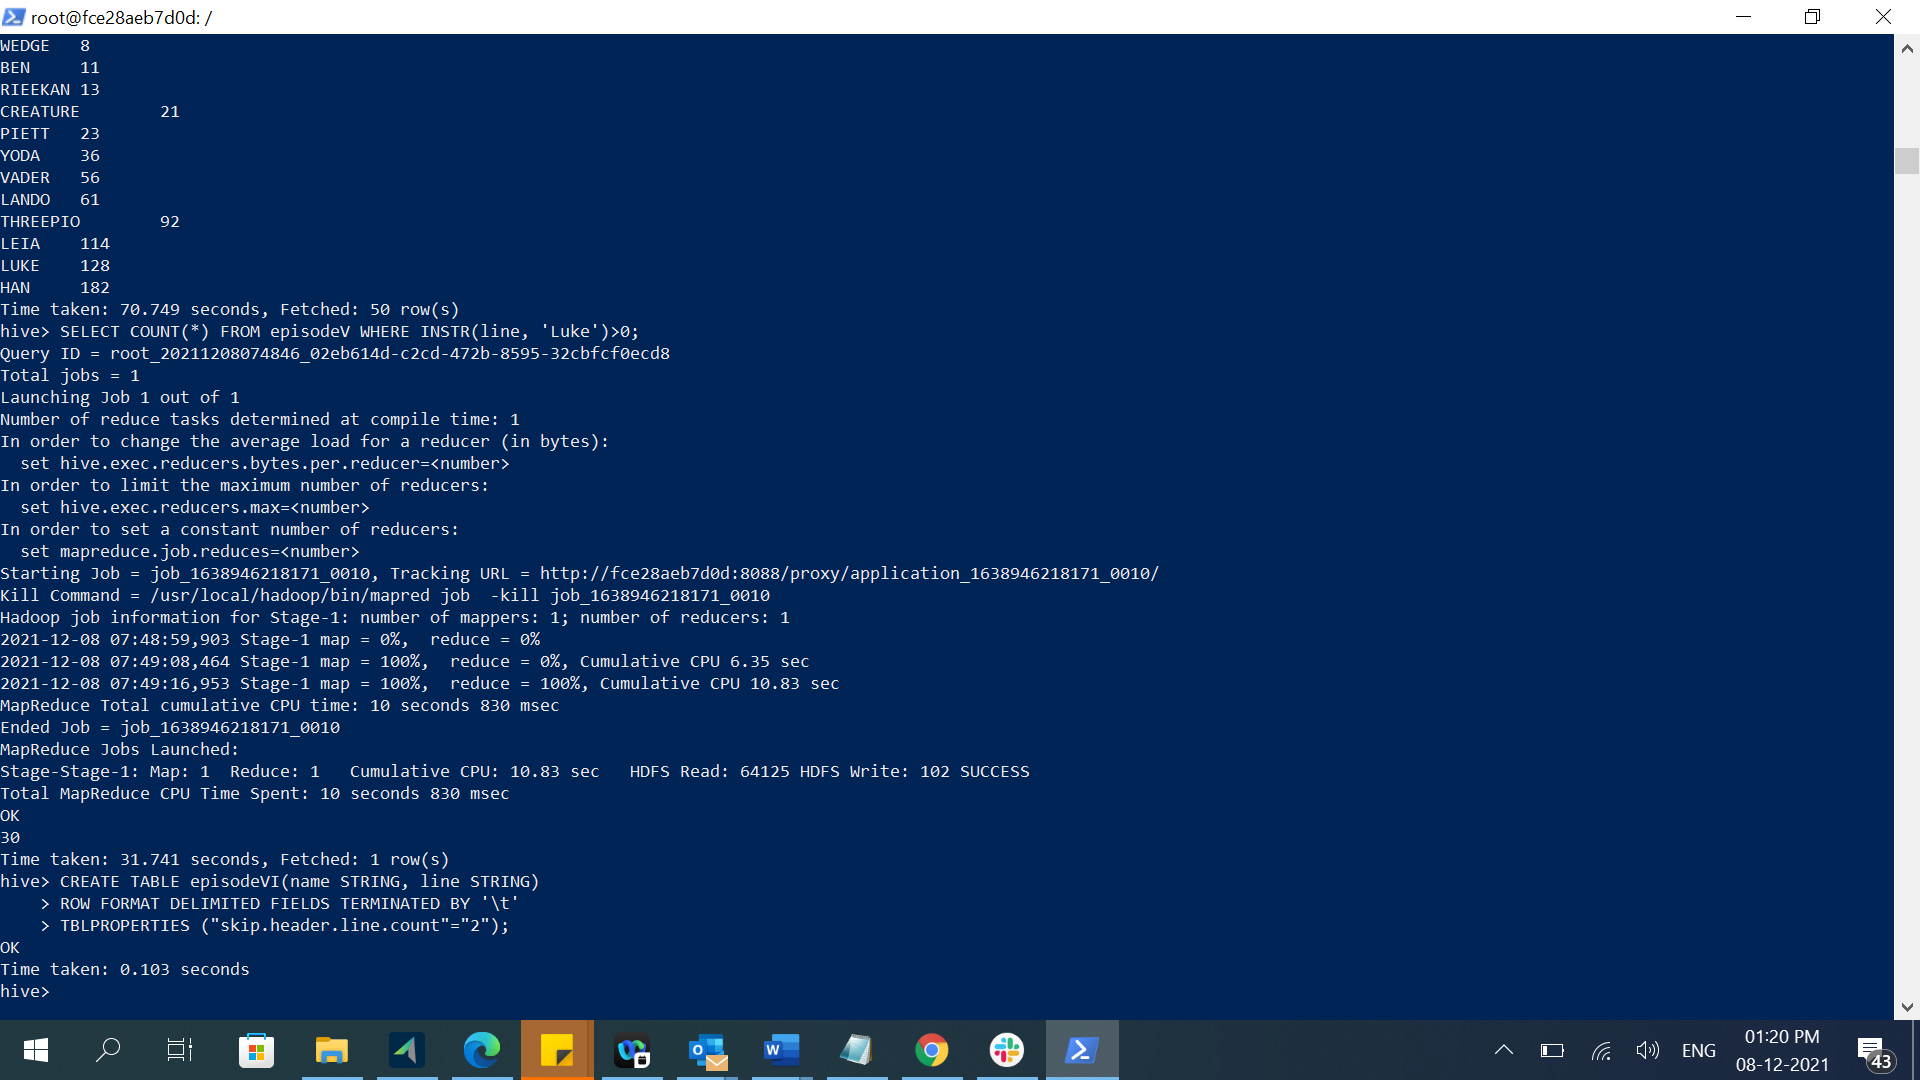 root@fce28aeb7d0d: /
WEDGE   8
BEN     11
RIEEKAN 13
CREATURE        21
PIETT   23
YODA    36
VADER   56
LANDO   61
THREEPIO        92
LEIA    114
LUKE    128
HAN     182
Time taken: 70.749 seconds, Fetched: 50 row(s)
hive> SELECT COUNT(*) FROM episodeV WHERE INSTR(line, 'Luke')>0;
Query ID = root_20211208074846_02eb614d-c2cd-472b-8595-32cbfcf0ecd8
Total jobs = 1
Launching Job 1 out of 1
Number of reduce tasks determined at compile time: 1
In order to change the average load for a reducer (in bytes):
  set hive.exec.reducers.bytes.per.reducer=<number>
In order to limit the maximum number of reducers:
  set hive.exec.reducers.max=<number>
In order to set a constant number of reducers:
  set mapreduce.job.reduces=<number>
Starting Job = job_1638946218171_0010, Tracking URL = http://fce28aeb7d0d:8088/proxy/application_1638946218171_0010/
Kill Command = /usr/local/hadoop/bin/mapred job  -kill job_1638946218171_0010
Hadoop job information for Stage-1: number of mappers: 1; number of reducers: 1
2021-12-08 07:48:59,903 Stage-1 map = 0%,  reduce = 0%
2021-12-08 07:49:08,464 Stage-1 map = 100%,  reduce = 0%, Cumulative CPU 6.35 sec
2021-12-08 07:49:16,953 Stage-1 map = 100%,  reduce = 100%, Cumulative CPU 10.83 sec
MapReduce Total cumulative CPU time: 10 seconds 830 msec
Ended Job = job_1638946218171_0010
MapReduce Jobs Launched:
Stage-Stage-1: Map: 1  Reduce: 1   Cumulative CPU: 10.83 sec   HDFS Read: 64125 HDFS Write: 102 SUCCESS
Total MapReduce CPU Time Spent: 10 seconds 830 msec
OK
30
Time taken: 31.741 seconds, Fetched: 1 row(s)
hive> CREATE TABLE episodeVI(name STRING, line STRING)
    > ROW FORMAT DELIMITED FIELDS TERMINATED BY '\t'
    > TBLPROPERTIES ("skip.header.line.count"="2");
OK
Time taken: 0.103 seconds
hive>
ENG
01:20 PM
08-12-2021
43